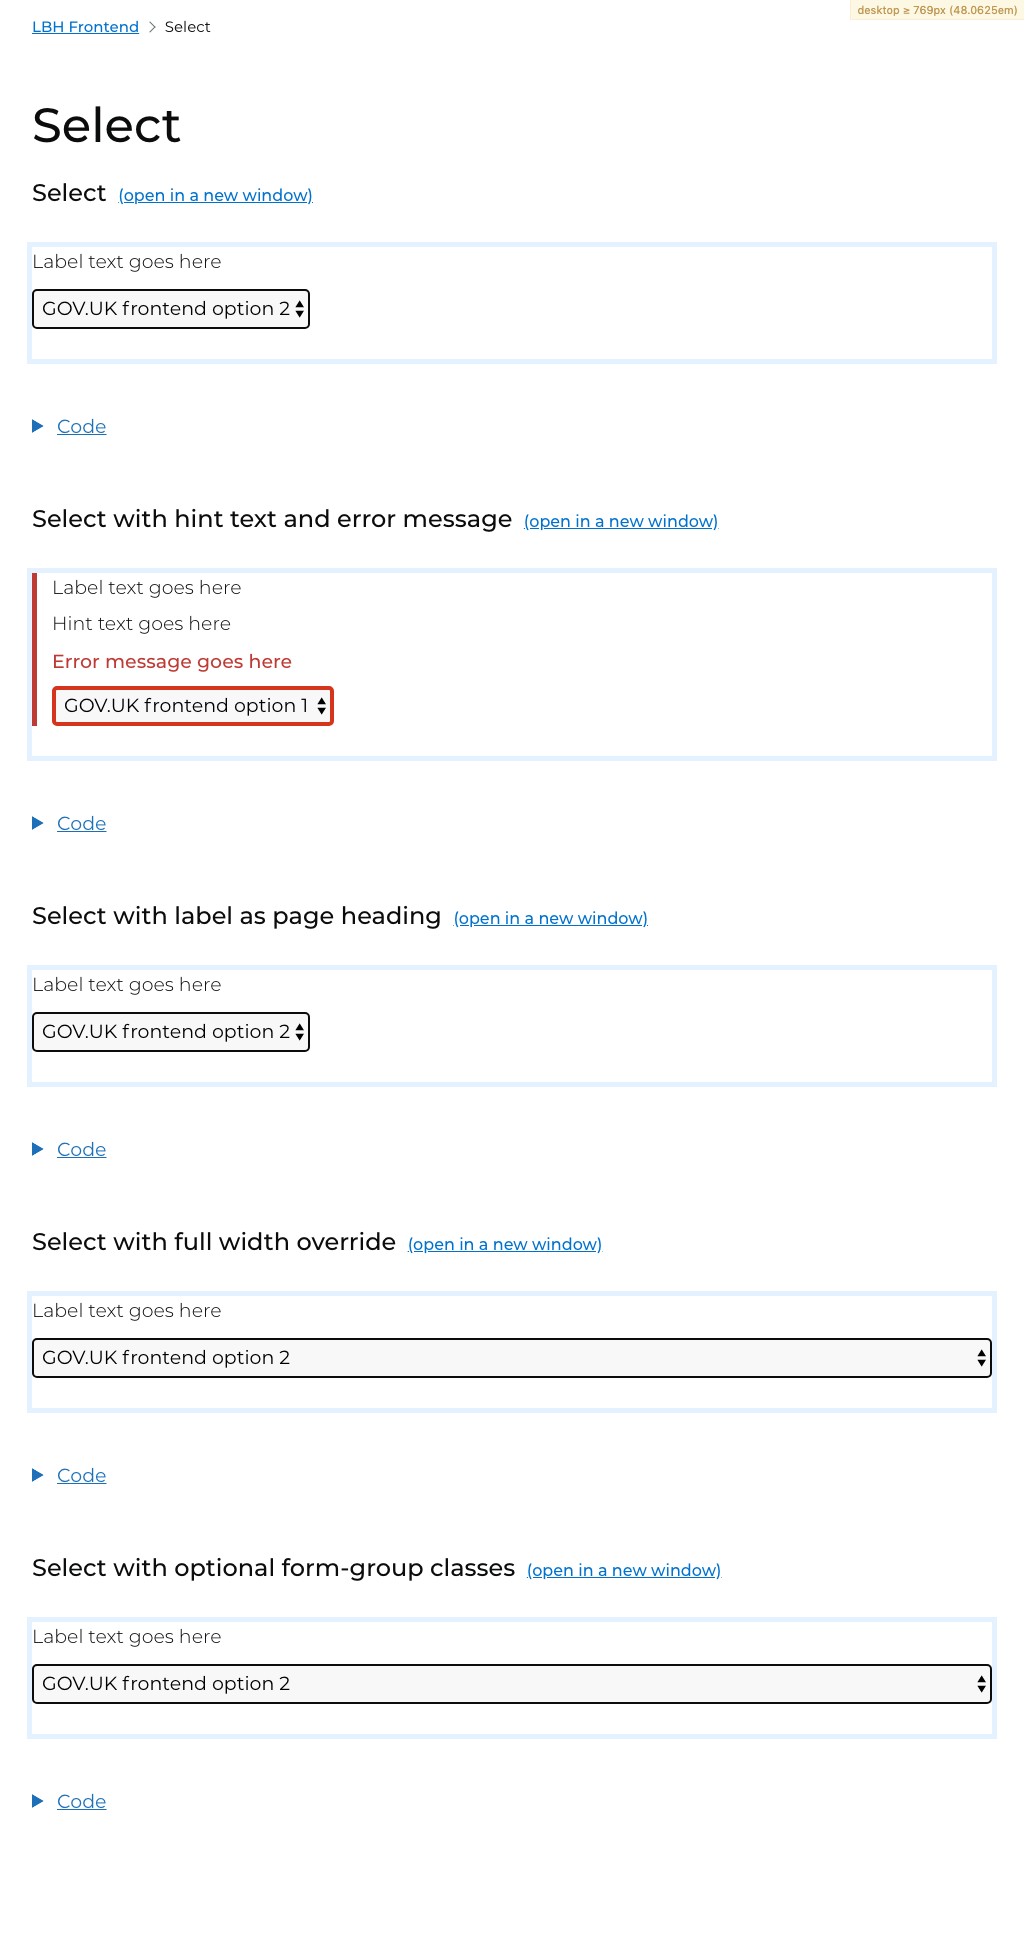 desktop ≥ 769px (48.0625em)
LBH Frontend > Select
Select
Select (open in a new window)
Label text goes here
GOV.UK frontend option 2
Code
Select with hint text and error message (open in a new window)
Label text goes here
Hint text goes here
Error message goes here
GOV.UK frontend option 1
Code
Select with label as page heading (open in a new window)
Label text goes here
GOV.UK frontend option 2
Code
Select with full width override (open in a new window)
Label text goes here
GOV.UK frontend option 2
Code
Select with optional form-group classes (open in a new window)
Label text goes here
GOV.UK frontend option 2
Code